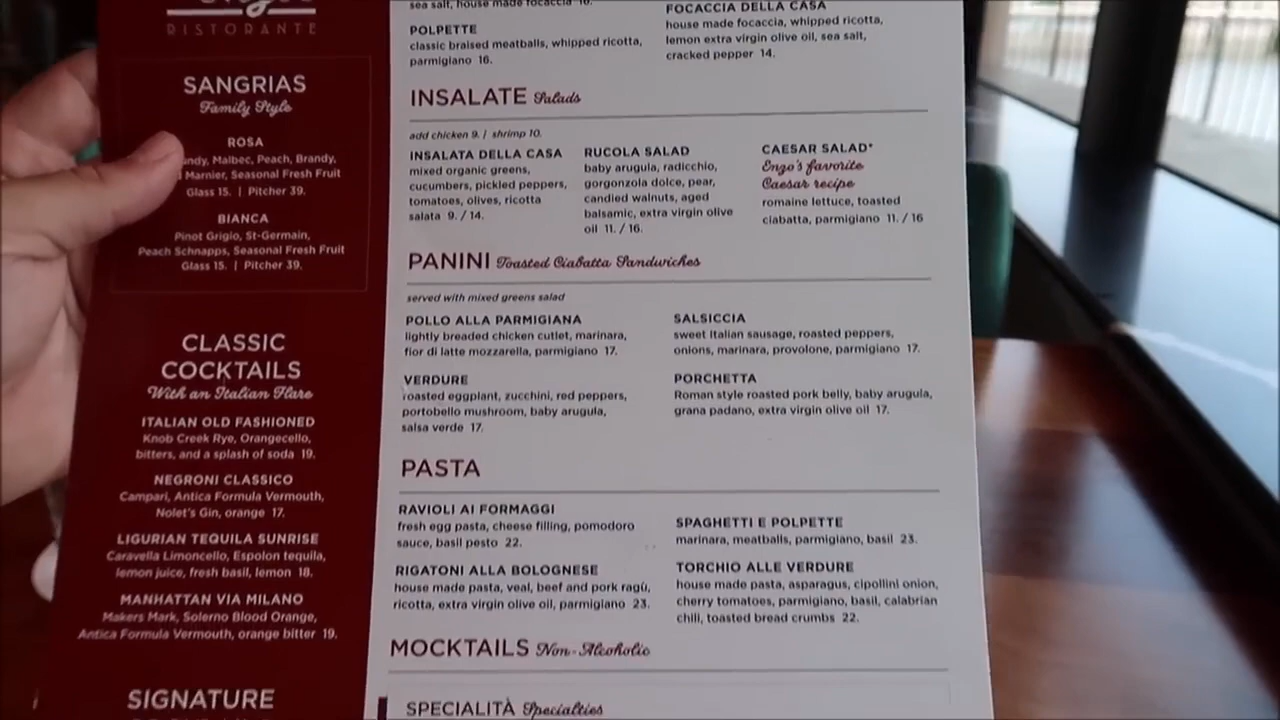 RISTORANTE
SANGRIAS
Family Style
ROSA
Malbec, Peach, Brandy,
Marnier, Seasonal Fresh Fruit
Glass 15. | Pitcher 39.
BIANCA
Pinot Grigio, St-Germain,
Peach Schnapps, Seasonal Fresh Fruit
Glass 15. | Pitcher 39.
CLASSIC
COCKTAILS
With an Italian Flare
ITALIAN OLD FASHIONED
Knob Creek Rye, Orangecello,
bitters, and a splash of soda 19.
NEGRONI CLASSICO
Campari, Antica Formula Vermouth,
Nolet's Gin, orange 17.
LIGURIAN TEQUILA SUNRISE
Caravella Limoncello, Espolon tequila,
lemon juice, fresh basil, lemon 18.
MANHATTAN VIA MILANO
Makers Mark, Solerno Blood Orange,
Antica Formula Vermouth, orange bitter 19.
SIGNATURE
sea salt, house made focaccia 16.
POLPETTE
classic braised meatballs, whipped ricotta,
parmigiano 16.
FOCACCIA DELLA CASA
house made focaccia, whipped ricotta,
lemon extra virgin olive oil, sea salt,
cracked pepper 14.
INSALATE Salads
add chicken 9. / shrimp 10.
INSALATA DELLA CASA
mixed organic greens,
cucumbers, pickled peppers,
tomatoes, olives, ricotta
salata 9. / 14.
RUCOLA SALAD
baby arugula, radicchio,
gorgonzola dolce, pear,
candied walnuts, aged
balsamic, extra virgin olive
oil 11. / 16.
CAESAR SALAD*
Enzo's favorite
Caesar recipe
romaine lettuce, toasted
ciabatta, parmigiano 11. / 16
PANINI Toasted Ciabatta Sandwiches
served with mixed greens salad
POLLO ALLA PARMIGIANA
lightly breaded chicken cutlet, marinara,
fior di latte mozzarella, parmigiano 17.
SALSICCIA
sweet Italian sausage, roasted peppers,
onions, marinara, provolone, parmigiano 17.
VERDURE
roasted eggplant, zucchini, red peppers,
portobello mushroom, baby arugula,
salsa verde 17.
PORCHETTA
Roman style roasted pork belly, baby arugula,
grana padano, extra virgin olive oil 17.
PASTA
RAVIOLI AI FORMAGGI
fresh egg pasta, cheese filling, pomodoro
sauce, basil pesto 22.
SPAGHETTI E POLPETTE
marinara, meatballs, parmigiano, basil 23.
RIGATONI ALLA BOLOGNESE
house made pasta, veal, beef and pork ragù,
ricotta, extra virgin olive oil, parmigiano 23.
TORCHIO ALLE VERDURE
house made pasta, asparagus, cipollini onion,
cherry tomatoes, parmigiano, basil, calabrian
chili, toasted bread crumbs 22.
MOCKTAILS Non-Alcoholic
SPECIALITÀ Specialties